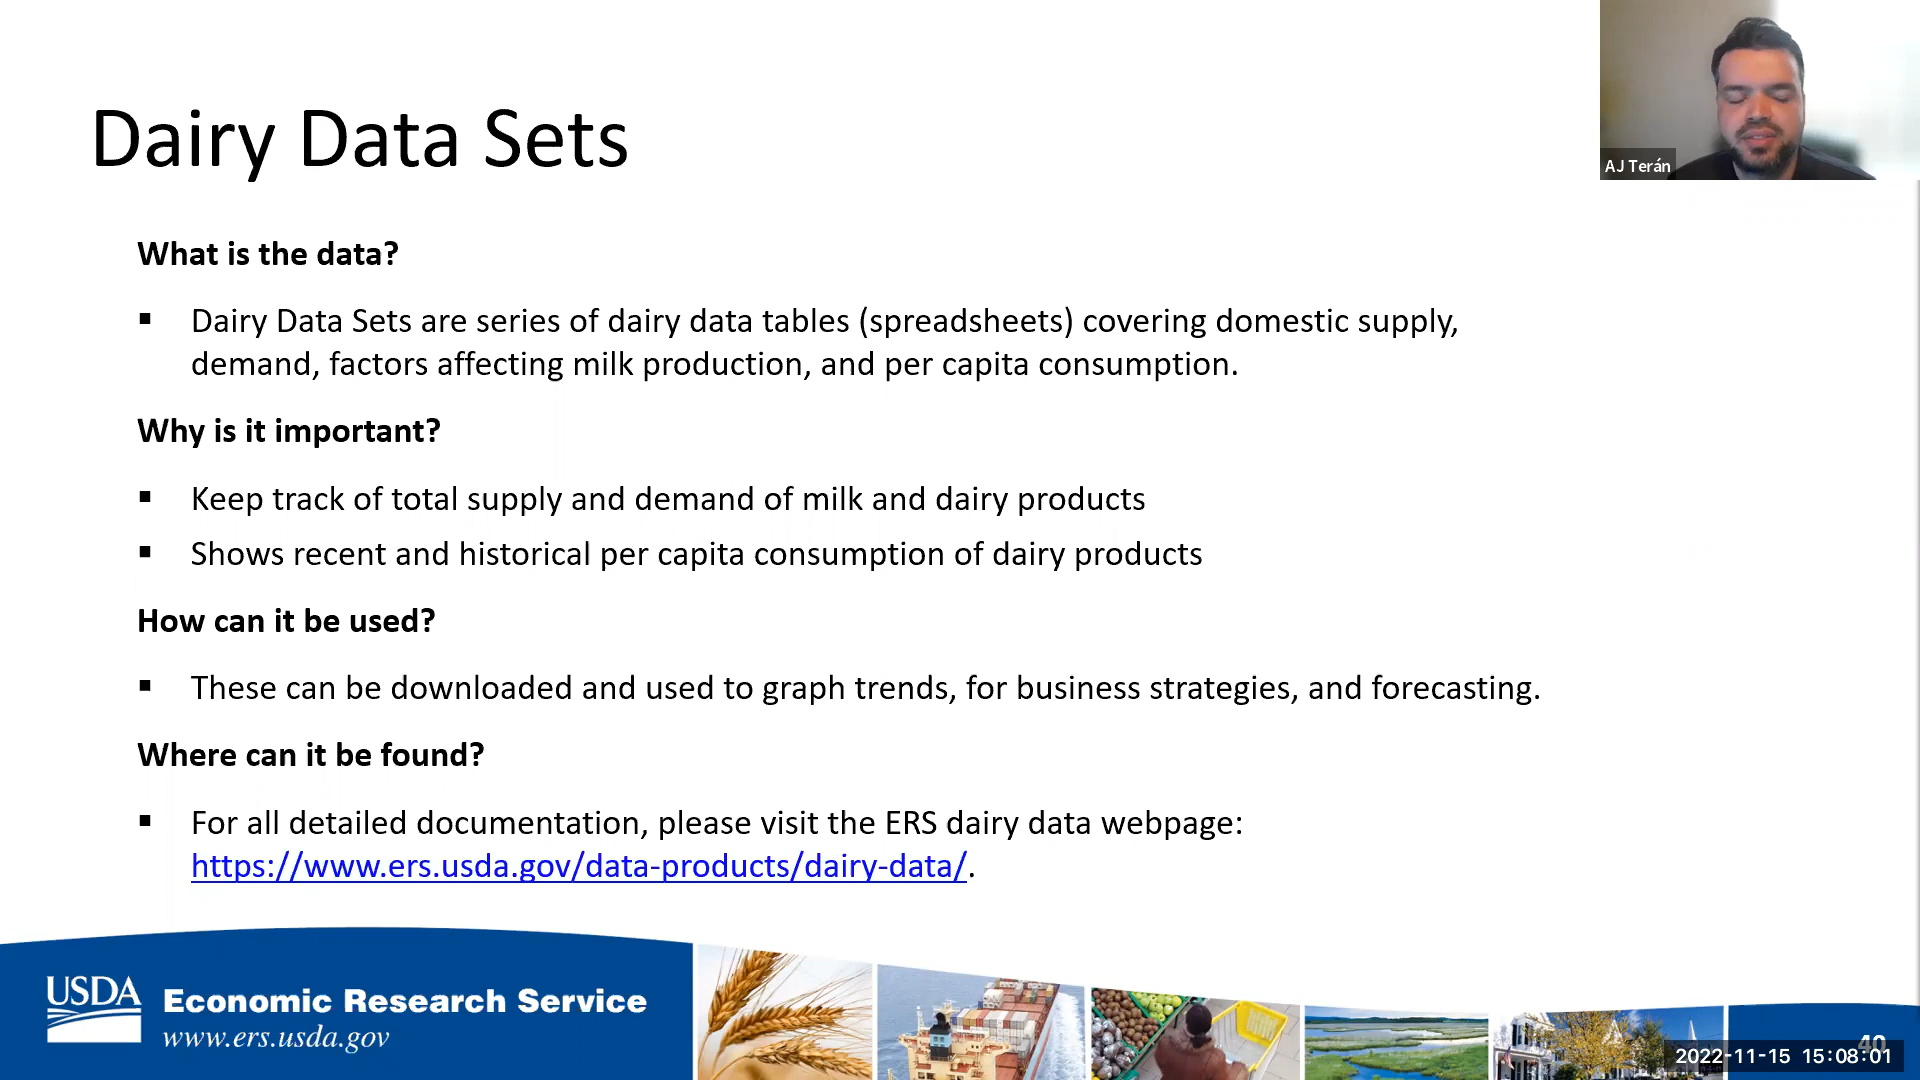 Dairy Data Sets
AJ Terán
What is the data?
▪ Dairy Data Sets are series of dairy data tables (spreadsheets) covering domestic supply,
demand, factors affecting milk production, and per capita consumption.
Why is it important?
▪ Keep track of total supply and demand of milk and dairy products
▪ Shows recent and historical per capita consumption of dairy products
How can it be used?
▪ These can be downloaded and used to graph trends, for business strategies, and forecasting.
Where can it be found?
▪ For all detailed documentation, please visit the ERS dairy data webpage:
https://www.ers.usda.gov/data-products/dairy-data/.
USDA
Economic Research Service
www.ers.usda.gov
40
2022-11-15 15:08:01